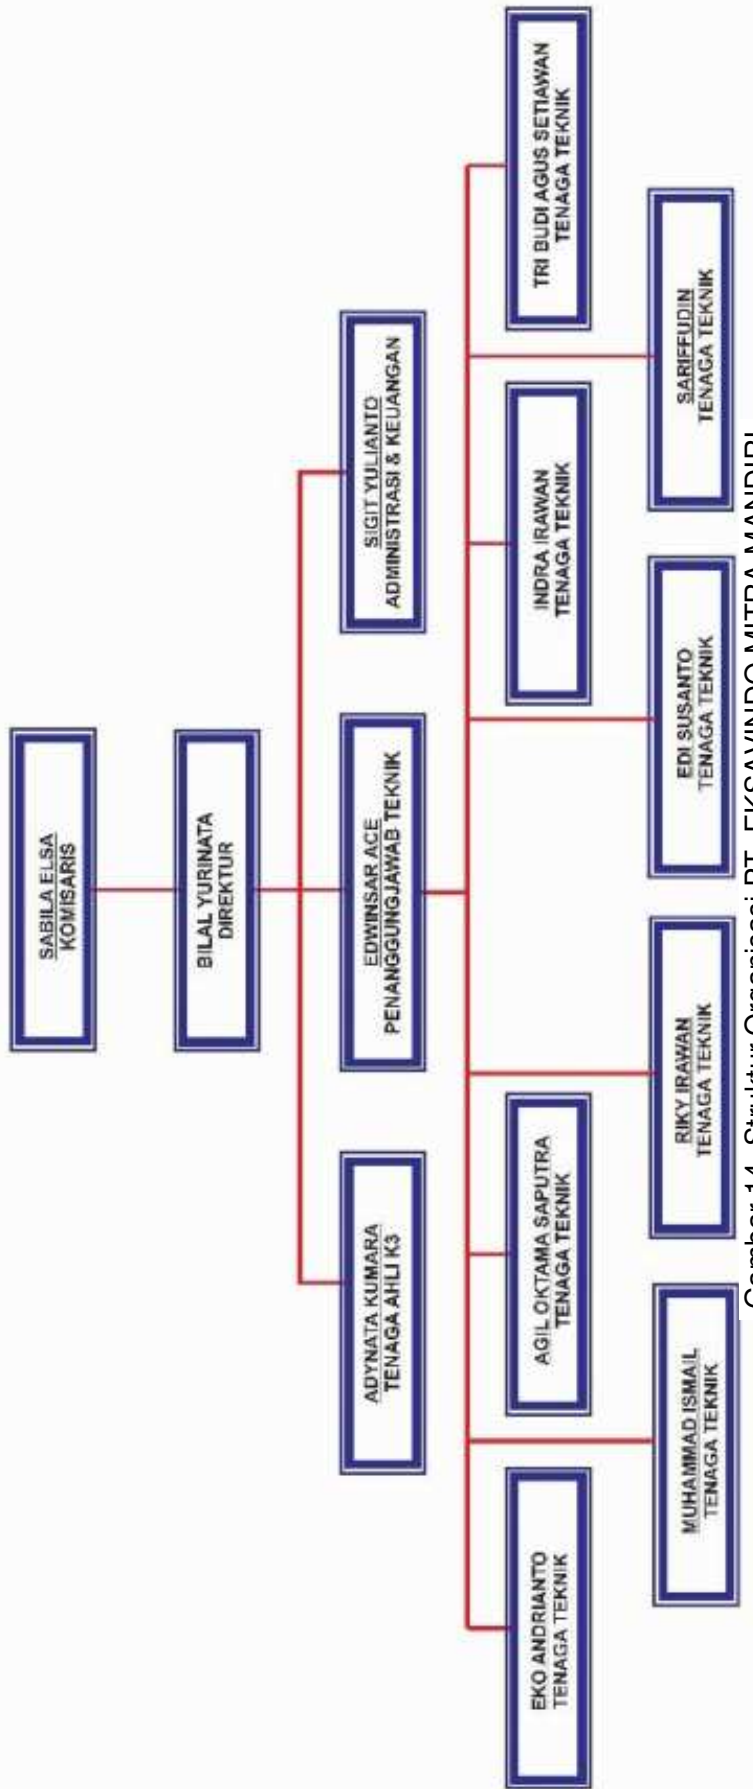 SABILA ELSA
KOMISARIS
BILAL YURINATA
DIREKTUR
ADYNATA KUMARA
TENAGA AHLI K3
EDWINSAR ACE
PENANGGUNGJAWAB TEKNIK
SIGIT YULIANTO
ADMINISTRASI & KEUANGAN
EKO ANDRIANTO
TENAGA TEKNIK
AGIL OKTAMA SAPUTRA
TENAGA TEKNIK
INDRA IRAWAN
TENAGA TEKNIK
TRI BUDI AGUS SETIAWAN
TENAGA TEKNIK
MUHAMMAD ISMAIL
TENAGA TEKNIK
RIKY IRAWAN
TENAGA TEKNIK
EDI SUSANTO
TENAGA TEKNIK
SARIFFUDIN
TENAGA TEKNIK
Gambar 14. Struktur Organisasi PT. EKSAVINDO MITRA MANDIRI